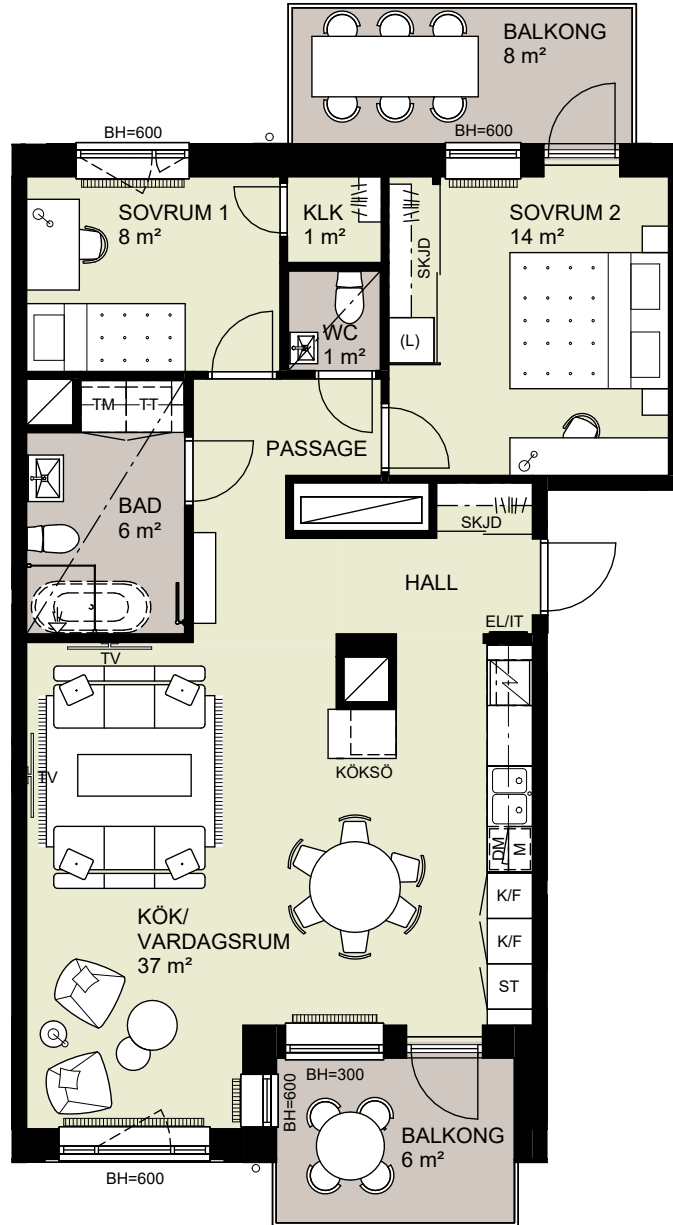 BALKONG
8 m²
BH=600
BH=600
SOVRUM 1
8 m²
KLK
1 m²
SKJD
SOVRUM 2
14 m²
WC
1 m²
(L)
TM
TT
PASSAGE
BAD
6 m²
SKJD
HALL
EL/IT
TV
TV
KÖKSÖ
DM
M
K/F
K/F
ST
KÖK/
VARDAGSRUM
37 m²
BH=300
BH=600
BALKONG
6 m²
BH=600